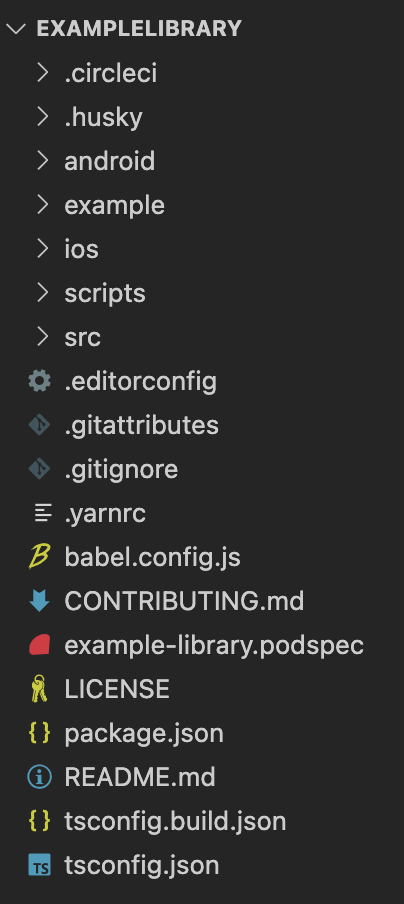 EXAMPLELIBRARY
.circleci
.husky
android
example
ios
scripts
src
.editorconfig
.gitattributes
.gitignore
.yarnrc
babel.config.js
CONTRIBUTING.md
example-library.podspec
LICENSE
package.json
README.md
tsconfig.build.json
tsconfig.json